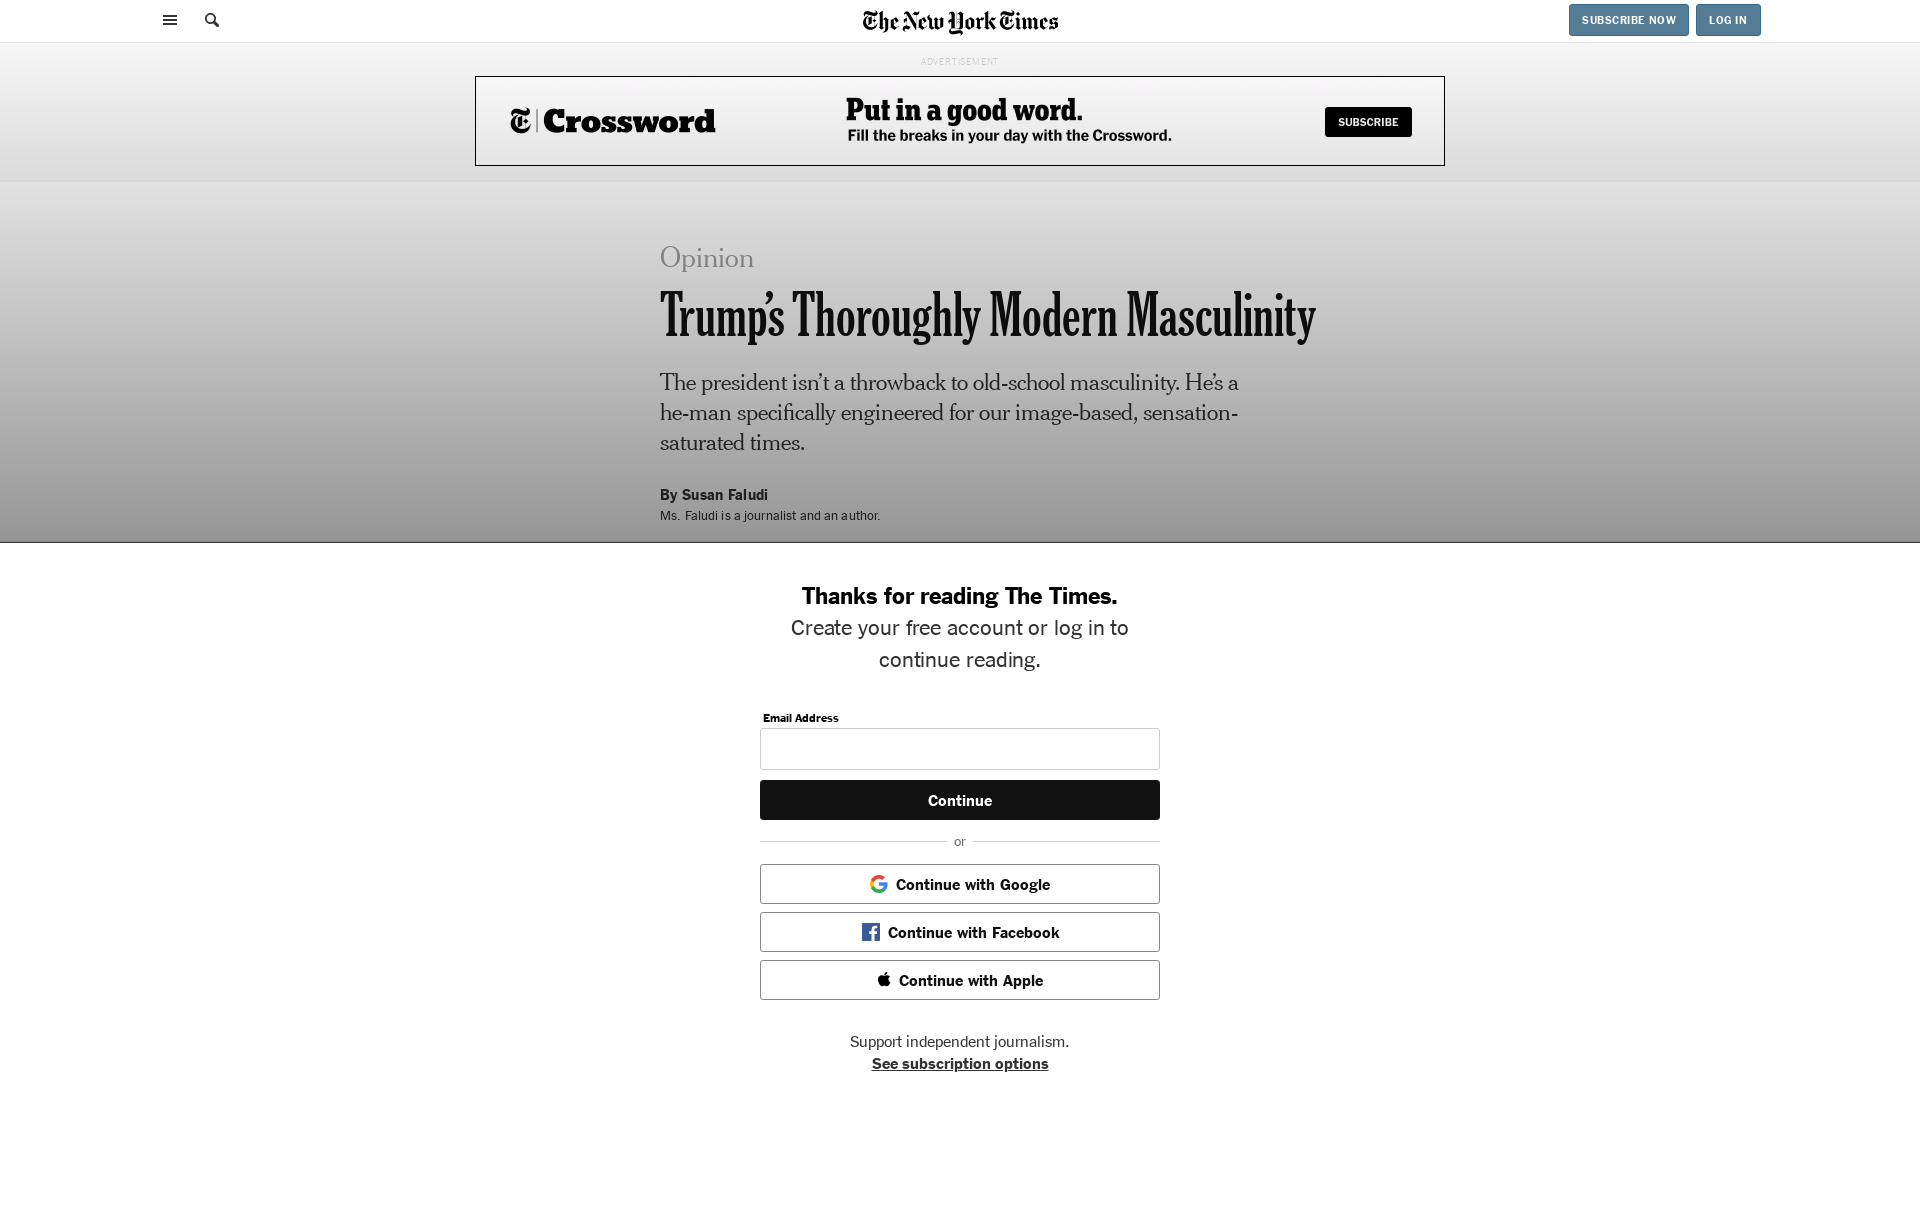 The New York Times
SUBSCRIBE NOW
LOG IN
ADVERTISEMENT
T Crossword
Put in a good word.
Fill the breaks in your day with the Crossword.
SUBSCRIBE
Opinion
Trump’s Thoroughly Modern Masculinity
The president isn’t a throwback to old-school masculinity. He’s a
he-man specifically engineered for our image-based, sensation-
saturated times.
By Susan Faludi
Ms. Faludi is a journalist and an author.
Thanks for reading The Times.
Create your free account or log in to
continue reading.
Email Address
Continue
or
Continue with Google
Continue with Facebook
Continue with Apple
Support independent journalism.
See subscription options